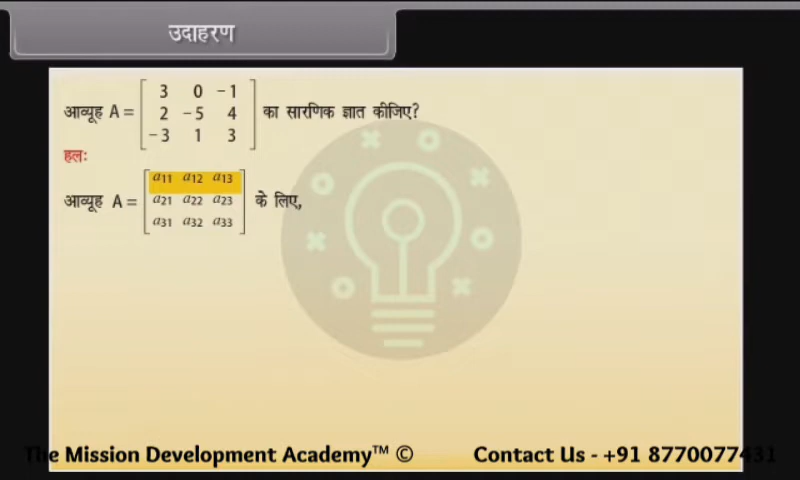 उदाहरण
आव्यूह A = [ 3 0 -1
2 -5 4
-3 1 3 ] का सारणिक ज्ञात कीजिए?
हल:
आव्यूह A = [ a11 a12 a13
a21 a22 a23
a31 a32 a33 ] के लिए,
The Mission Development Academy™ © Contact Us - +91 8770077431